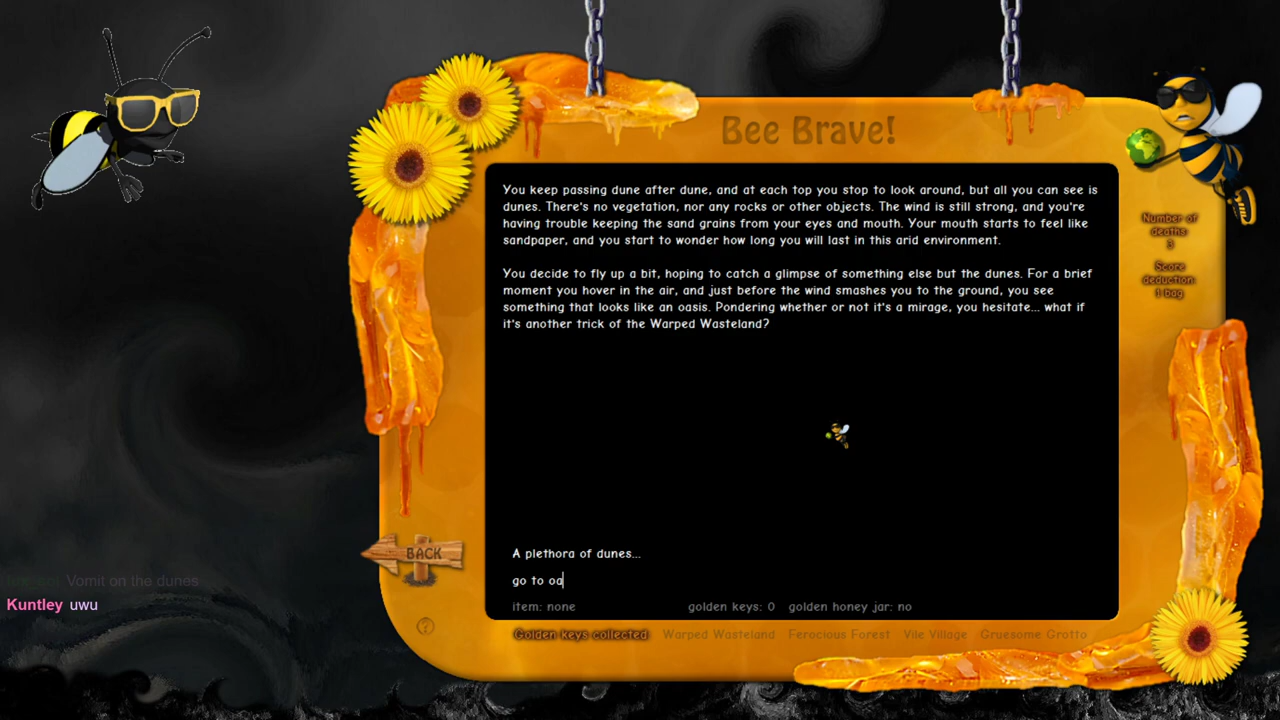 Bee Brave!
You keep passing dune after dune, and at each top you stop to look around, but all you can see is
dunes. There's no vegetation, nor any rocks or other objects. The wind is still strong, and you're
having trouble keeping the sand grains from your eyes and mouth. Your mouth starts to feel like
sandpaper, and you start to wonder how long you will last in this arid environment.
You decide to fly up a bit, hoping to catch a glimpse of something else but the dunes. For a brief
moment you hover in the air, and just before the wind smashes you to the ground, you see
something that looks like an oasis. Pondering whether or not it's a mirage, you hesitate... what if
it's another trick of the Warped Wasteland?
Number of
deaths:
3
Score
deduction:
1 bag
A plethora of dunes...
go to oa
item: none golden keys: 0 golden honey jar: no
Golden keys collected Warped Wasteland Ferocious Forest Vile Village Gruesome Grotto
BACK
?
Vomit on the dunes
Kuntley uwu